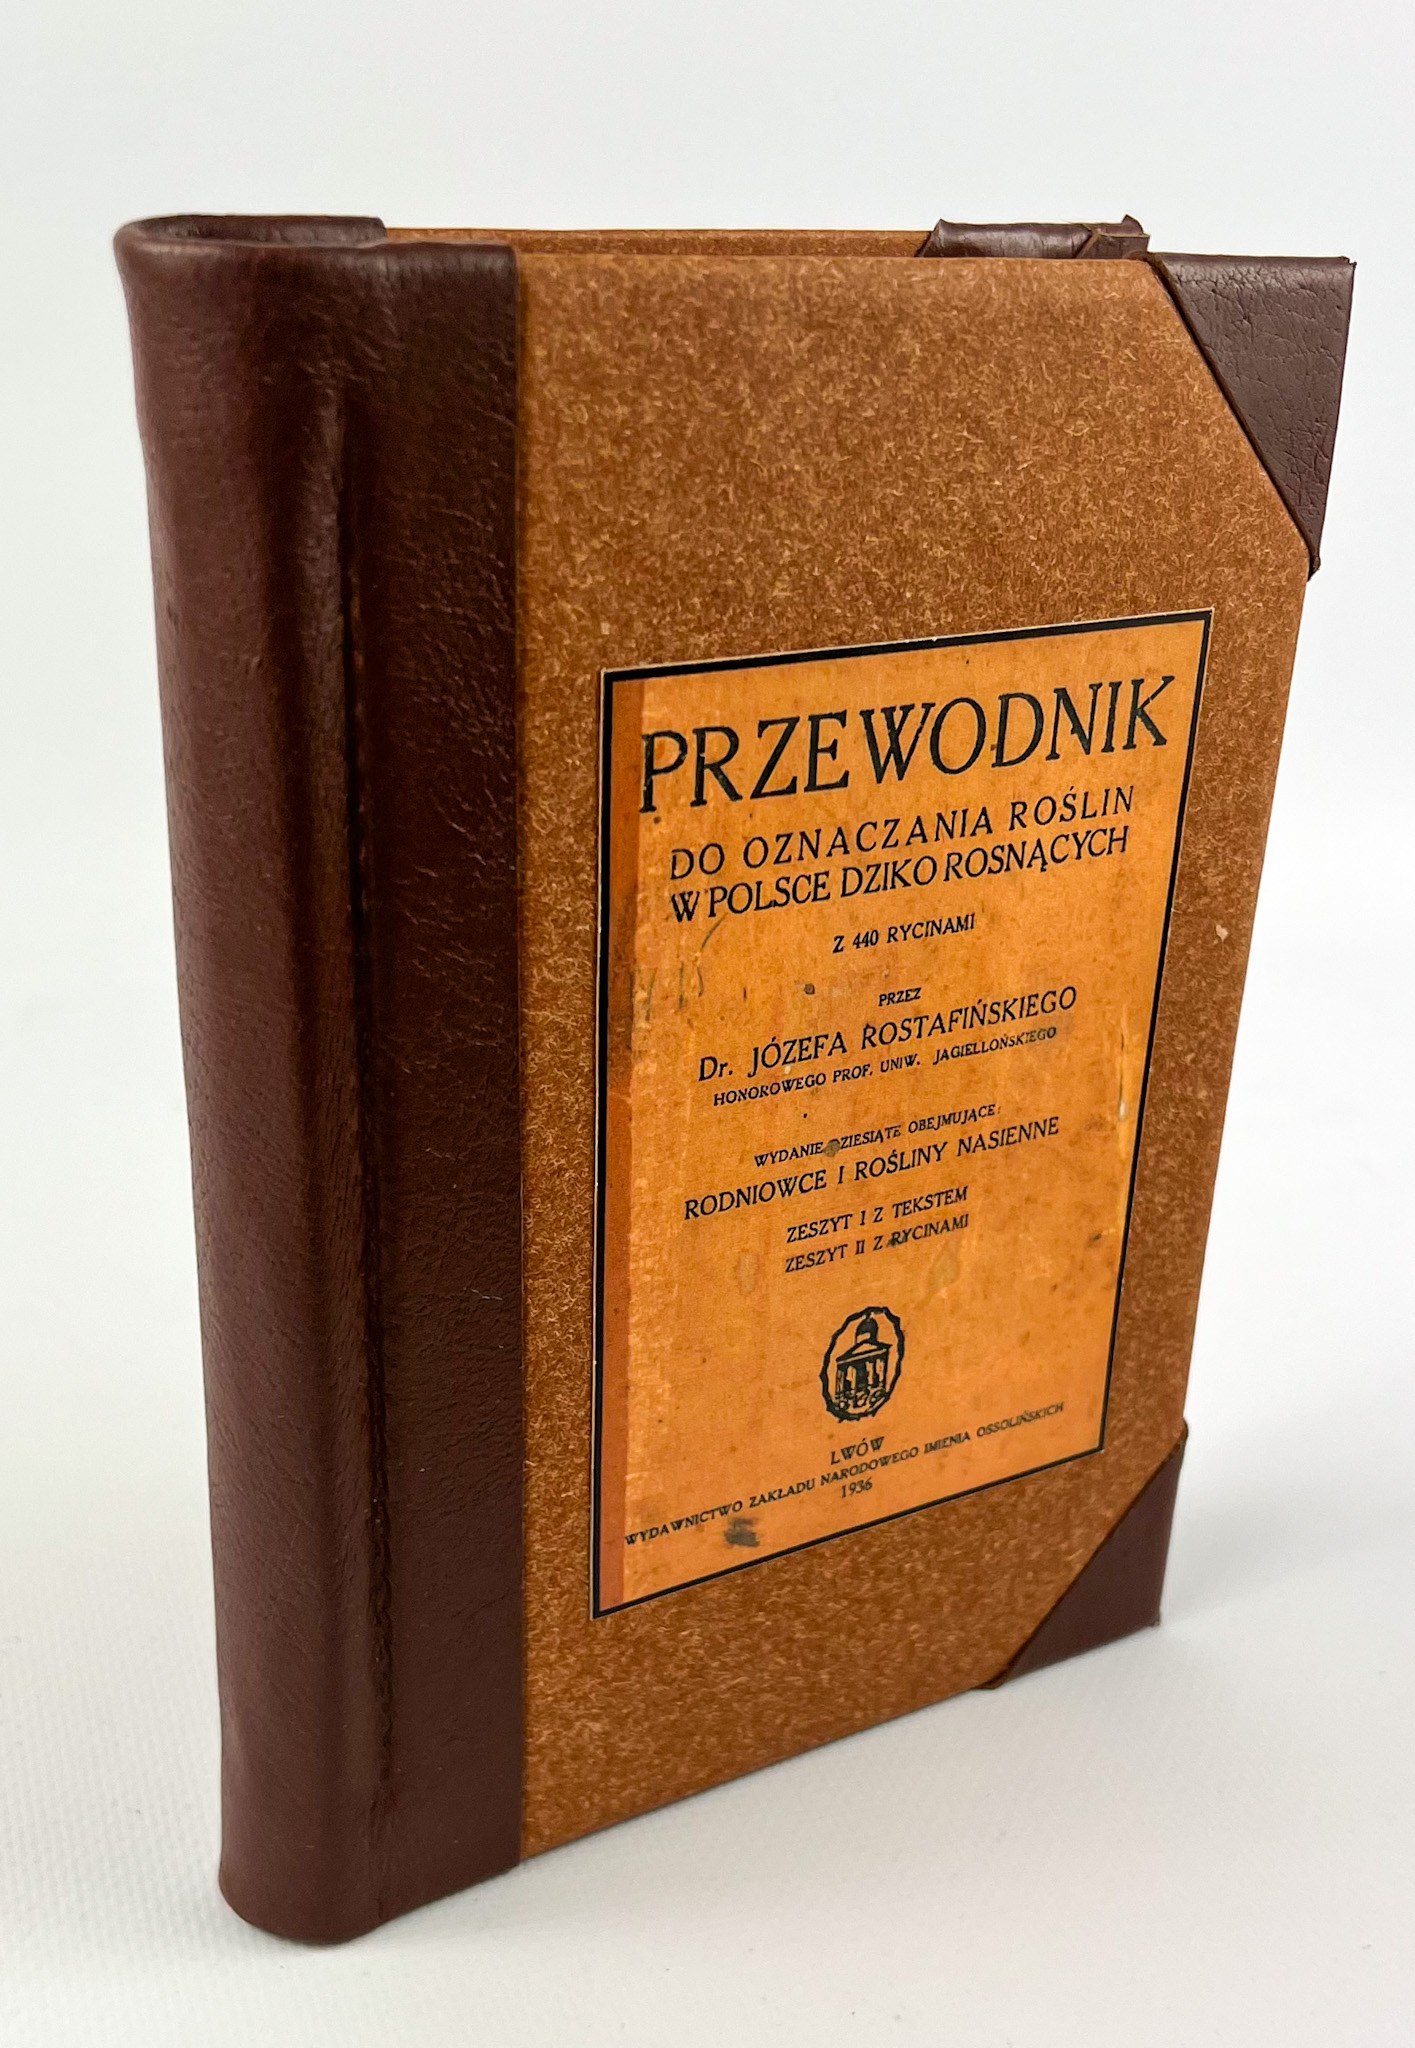 PRZEWODNIK
DO OZNACZANIA ROŚLIN
W POLSCE DZIKO ROSNĄCYCH
Z 440 RYCINAMI
PRZEZ
Dr. JÓZEFA ROSTAFIŃSKIEGO
HONOROWEGO PROF. UNIW. JAGIELLOŃSKIEGO
WYDANIE DZIESIĄTE OBEJMUJĄCE:
RODNIOWCE I ROŚLINY NASIENNE
ZESZYT I Z TEKSTEM
ZESZYT II Z RYCINAMI
LWÓW
WYDAWNICTWO ZAKŁADU NARODOWEGO IMIENIA OSSOLIŃSKICH
1936